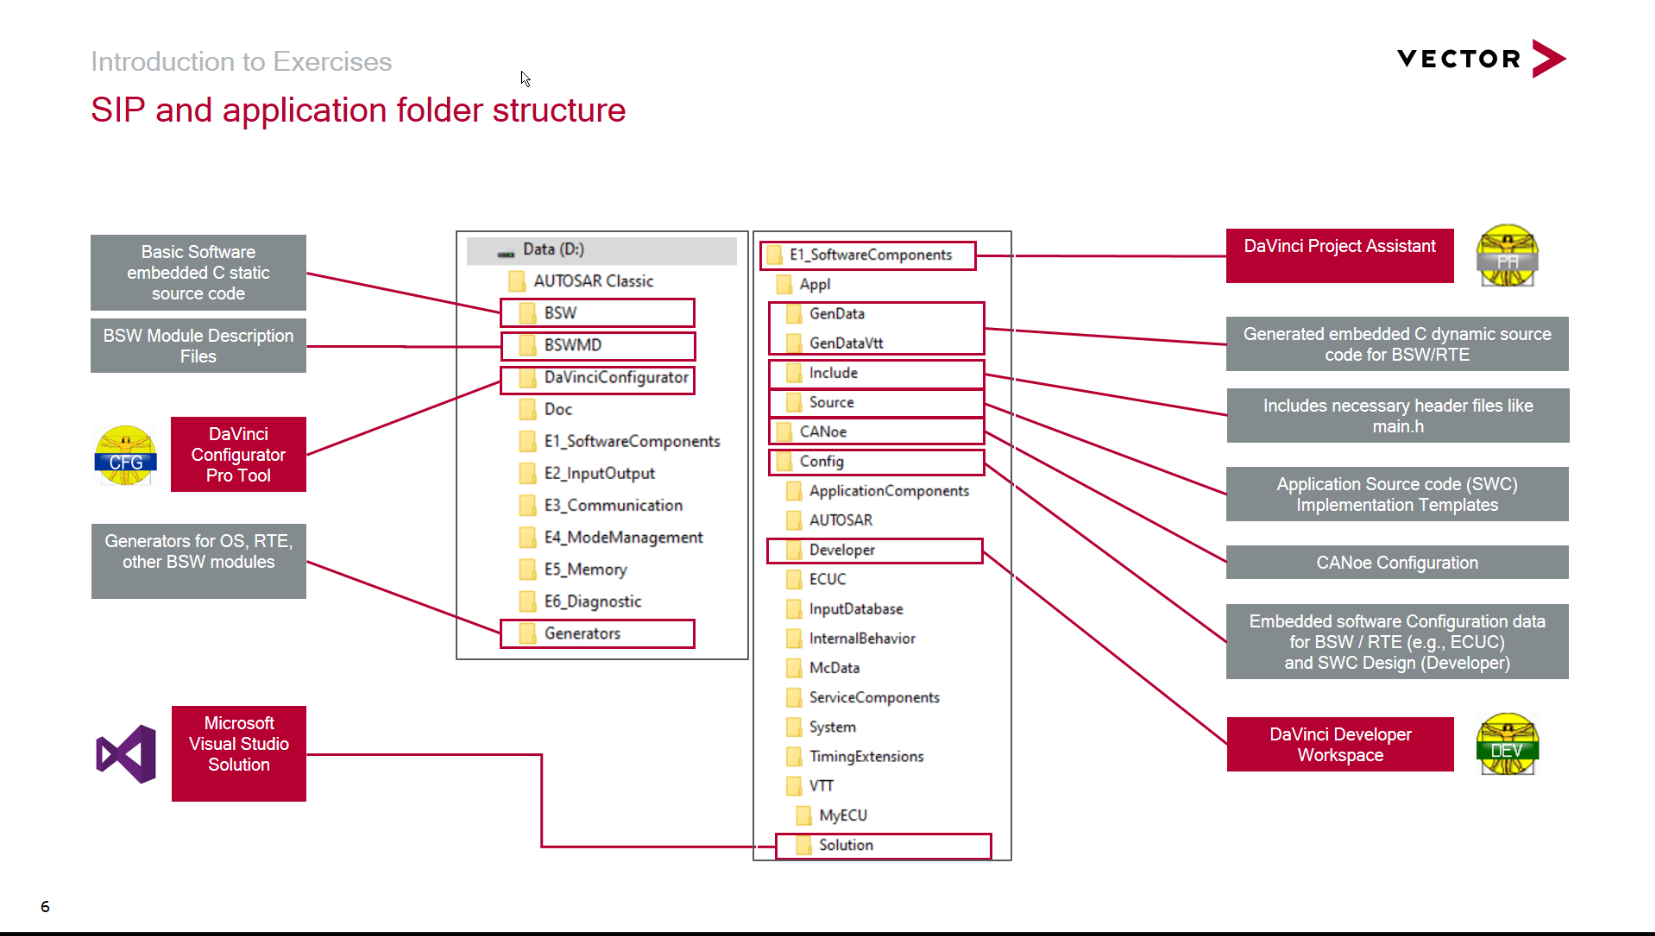 Introduction to Exercises
VECTOR
SIP and application folder structure
Basic Software
embedded C static
source code
BSW Module Description
Files
DaVinci
Configurator
Pro Tool
CFG
Generators for OS, RTE,
other BSW modules
Microsoft
Visual Studio
Solution
Data (D:)
AUTOSAR Classic
BSW
BSWMD
DaVinciConfigurator
Doc
E1_SoftwareComponents
E2_InputOutput
E3_Communication
E4_ModeManagement
E5_Memory
E6_Diagnostic
Generators
E1_SoftwareComponents
Appl
GenData
GenDataVtt
Include
Source
CANoe
Config
ApplicationComponents
AUTOSAR
Developer
ECUC
InputDatabase
InternalBehavior
McData
ServiceComponents
System
TimingExtensions
VTT
MyECU
Solution
DaVinci Project Assistant
PA
Generated embedded C dynamic source
code for BSW/RTE
Includes necessary header files like
main.h
Application Source code (SWC)
Implementation Templates
CANoe Configuration
Embedded software Configuration data
for BSW / RTE (e.g., ECUC)
and SWC Design (Developer)
DaVinci Developer
Workspace
DEV
6